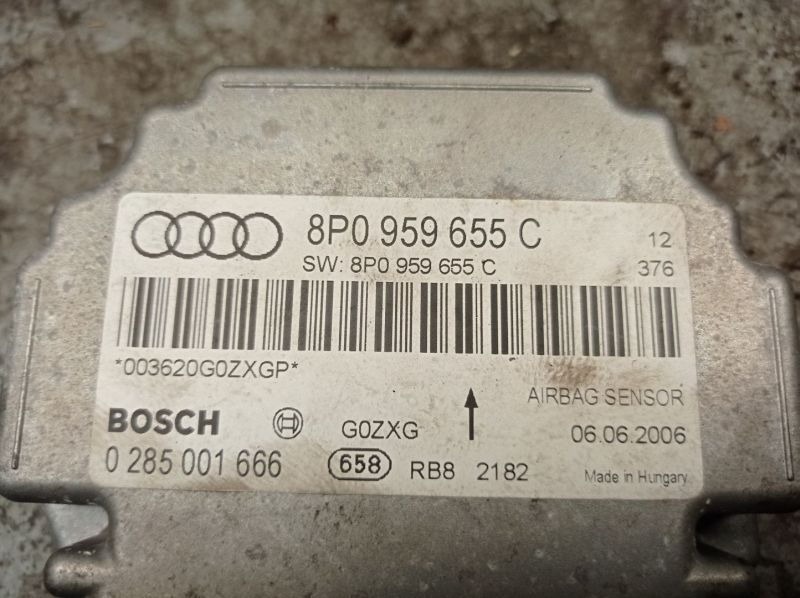 8P0 959 655 C 12
SW: 8P0 959 655 C 376
*003620G0ZXGP*
AIRBAG SENSOR
BOSCH G0ZXG 06.06.2006
0 285 001 666 658 RB8 2182 Made in Hungary